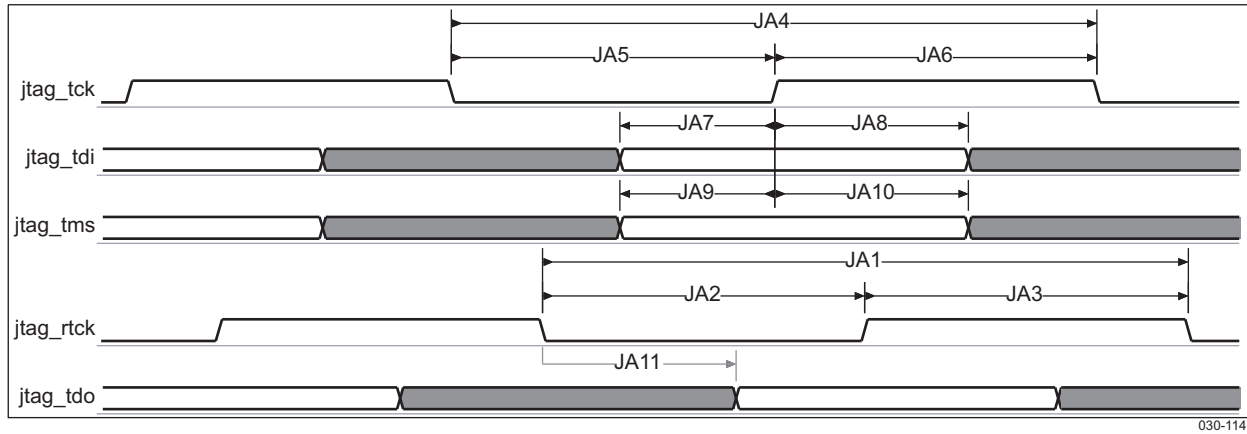 JA4
JA5 JA6
jtag_tck
JA7 JA8
jtag_tdi
JA9 JA10
jtag_tms
JA1
JA2 JA3
jtag_rtck
JA11
jtag_tdo
030-114